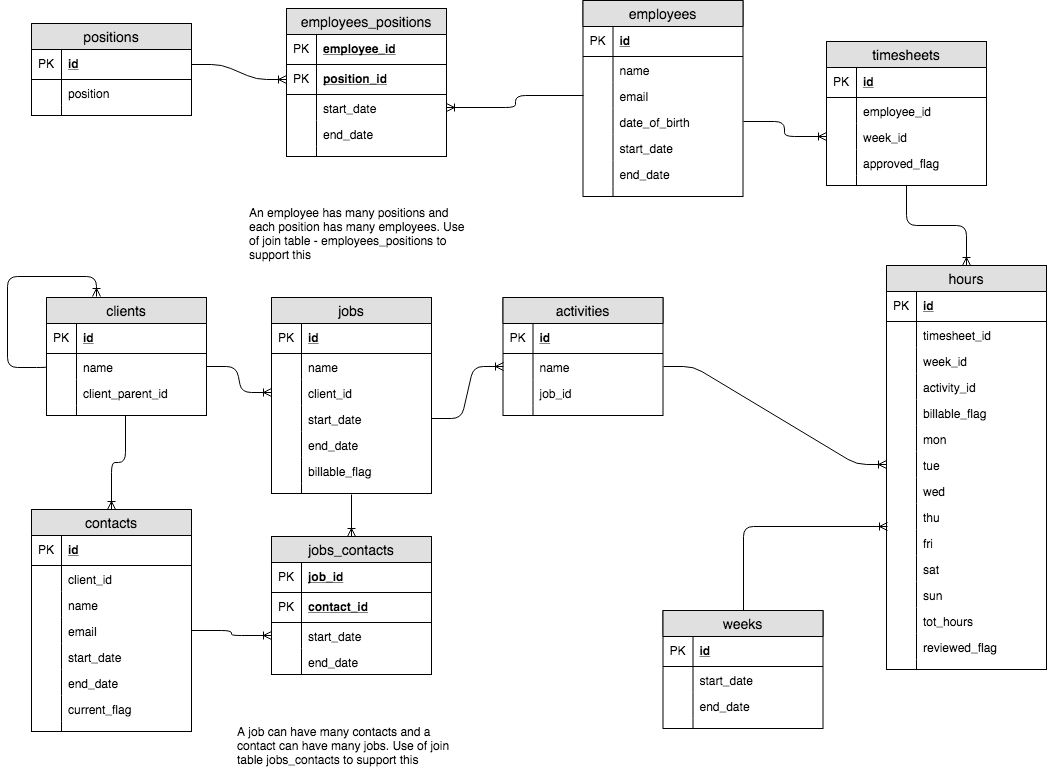 positions
PK id
position
employees_positions
PK employee_id
PK position_id
start_date
end_date
employees
PK id
name
email
date_of_birth
start_date
end_date
timesheets
PK id
employee_id
week_id
approved_flag
An employee has many positions and
each position has many employees. Use
of join table - employees_positions to
support this
clients
PK id
name
client_parent_id
jobs
PK id
name
client_id
start_date
end_date
billable_flag
activities
PK id
name
job_id
hours
PK id
timesheet_id
week_id
activity_id
billable_flag
mon
tue
wed
thu
fri
sat
sun
tot_hours
reviewed_flag
contacts
PK id
client_id
name
email
start_date
end_date
current_flag
jobs_contacts
PK job_id
PK contact_id
start_date
end_date
weeks
PK id
start_date
end_date
A job can have many contacts and a
contact can have many jobs. Use of join
table jobs_contacts to support this